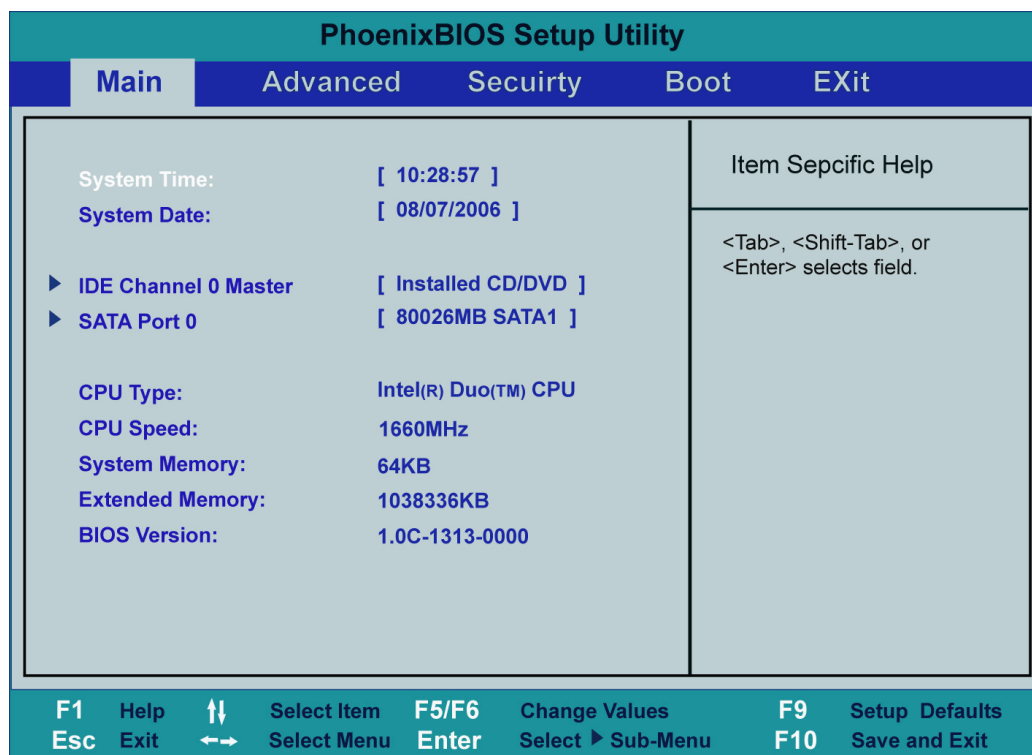 PhoenixBIOS Setup Utility
Main Advanced Secuirty Boot EXit
System Time: [ 10:28:57 ]
System Date: [ 08/07/2006 ]
IDE Channel 0 Master [ Installed CD/DVD ]
SATA Port 0 [ 80026MB SATA1 ]
CPU Type: Intel(R) Duo(TM) CPU
CPU Speed: 1660MHz
System Memory: 64KB
Extended Memory: 1038336KB
BIOS Version: 1.0C-1313-0000
Item Sepcific Help
<Tab>, <Shift-Tab>, or
<Enter> selects field.
F1 Help Select Item F5/F6 Change Values F9 Setup Defaults
Esc Exit Select Menu Enter Select Sub-Menu F10 Save and Exit